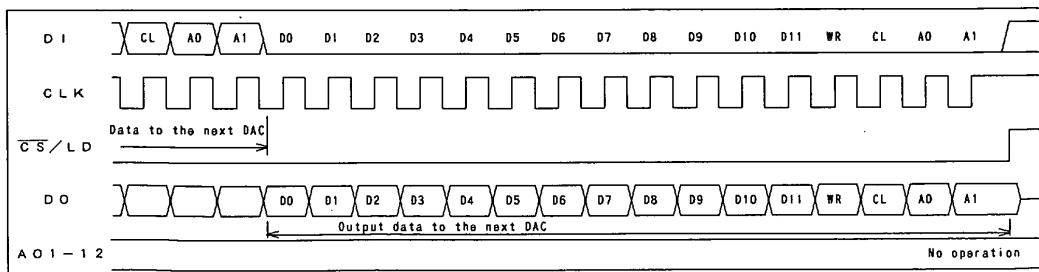 DI CL A0 A1 D0 D1 D2 D3 D4 D5 D6 D7 D8 D9 D10 D11 WR CL A0 A1
CLK
Data to the next DAC
CS/LD
DO D0 D1 D2 D3 D4 D5 D6 D7 D8 D9 D10 D11 WR CL A0 A1
Output data to the next DAC
AO1-12 No operation